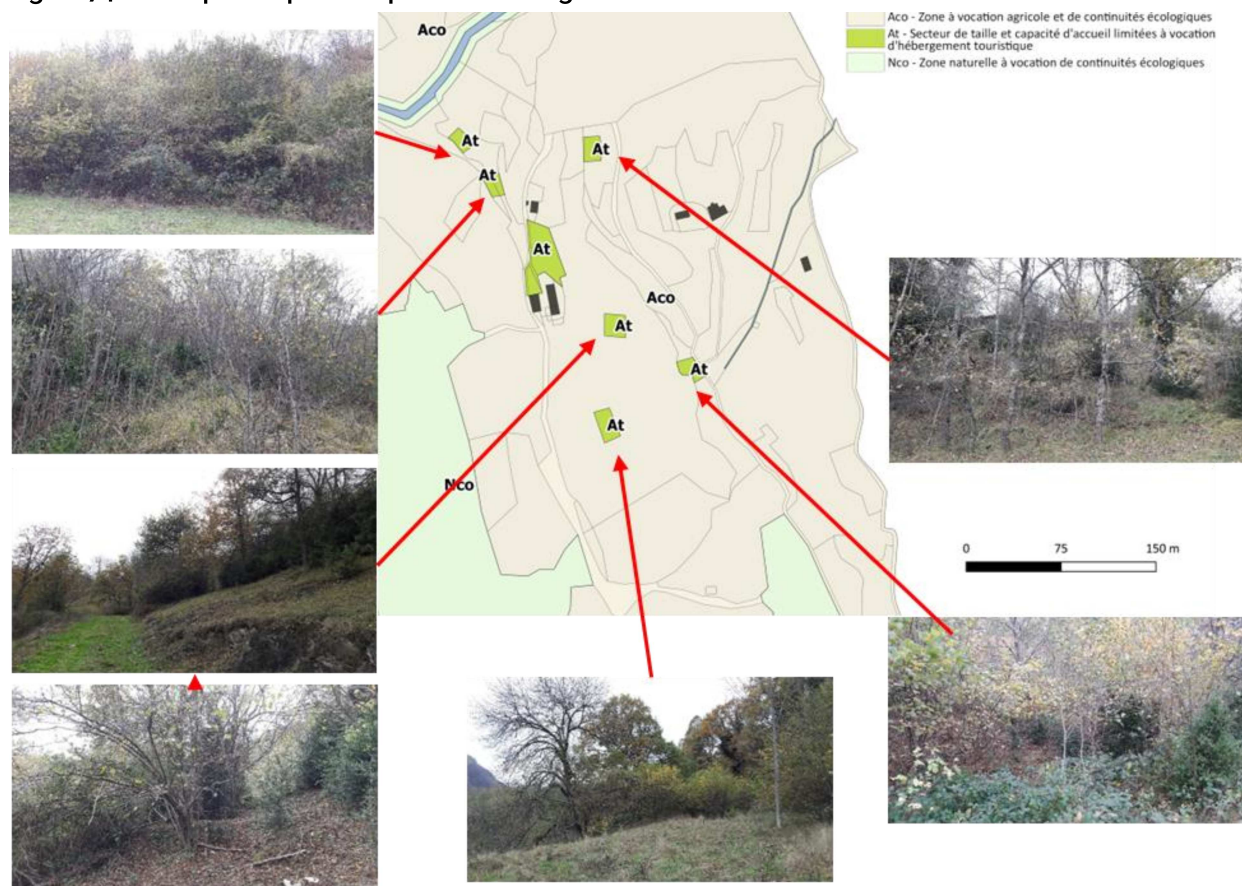 Aco - Zone à vocation agricole et de continuités écologiques
At - Secteur de taille et capacité d'accueil limitées à vocation
d'hébergement touristique
Nco - Zone naturelle à vocation de continuités écologiques
Aco
At
At
At
At
Aco
At
At
At
Nco
0 75 150 m